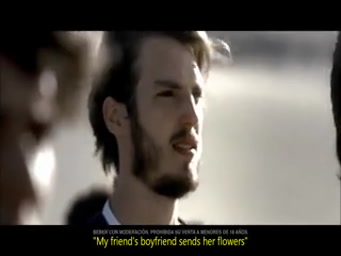 BEBER CON MODERACIÓN. PROHIBIDA SU VENTA A MENORES DE 18 AÑOS.
"My friend's boyfriend sends her flowers"